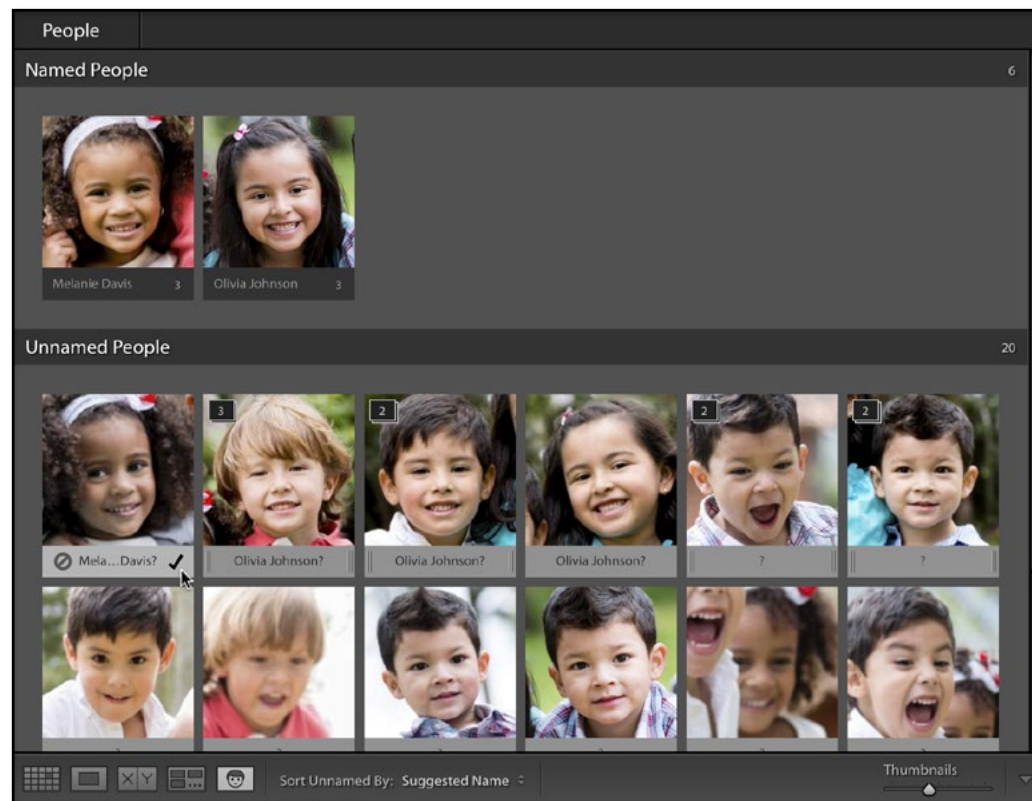 People
Named People 6
Melanie Davis 3 Olivia Johnson 3
Unnamed People 20
3 2 2 2
Mela...Davis? Olivia Johnson? Olivia Johnson? Olivia Johnson? ? ?
X Y Sort Unnamed By: Suggested Name Thumbnails